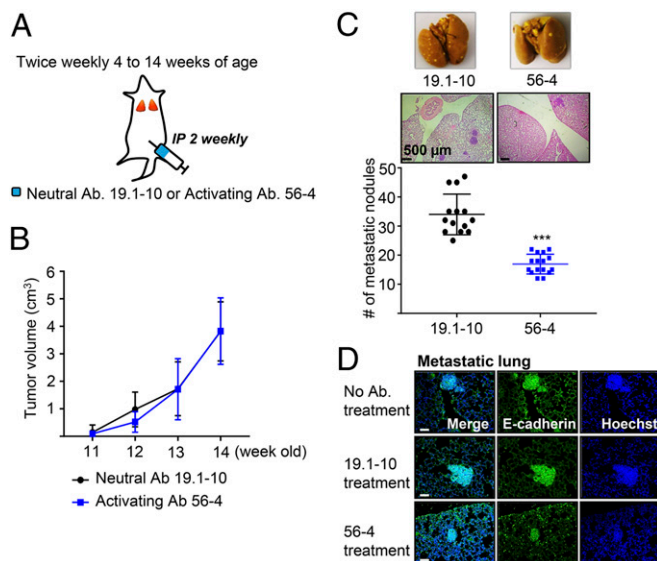 A
Twice weekly 4 to 14 weeks of age
IP 2 weekly
Neutral Ab. 19.1-10 or Activating Ab. 56-4
B
Tumor volume (cm³)
6
5
4
3
2
1
11 12 13 14 (week old)
Neutral Ab 19.1-10
Activating Ab 56-4
C
19.1-10 56-4
500 µm
# of metastatic nodules
50
40
30
20
10
***
19.1-10 56-4
D
Metastatic lung
No Ab.
treatment
Merge E-cadherin Hoechst
19.1-10
treatment
56-4
treatment